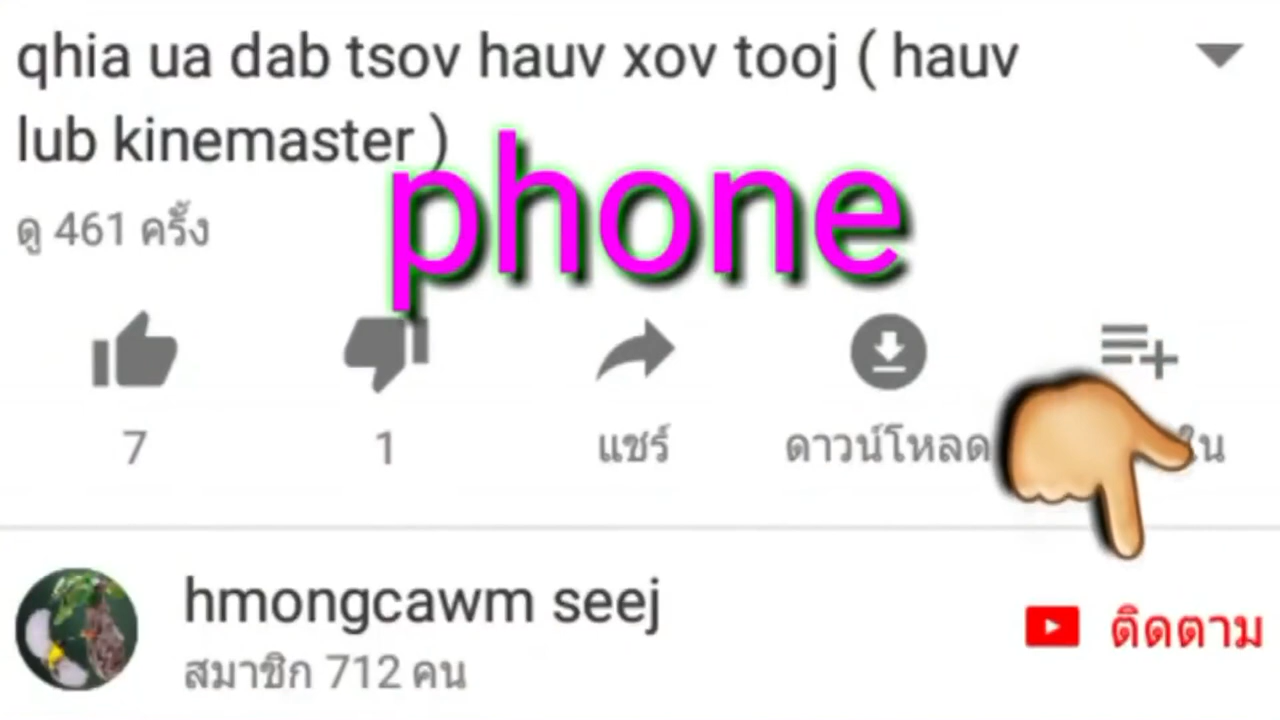 qhia ua dab tsov hauv xov tooj ( hauv
lub kinemaster )
phone
ดู 461 ครั้ง
7
1
แชร์
ดาวน์โหลด
hmongcawm seej
สมาชิก 712 คน
ติดตาม